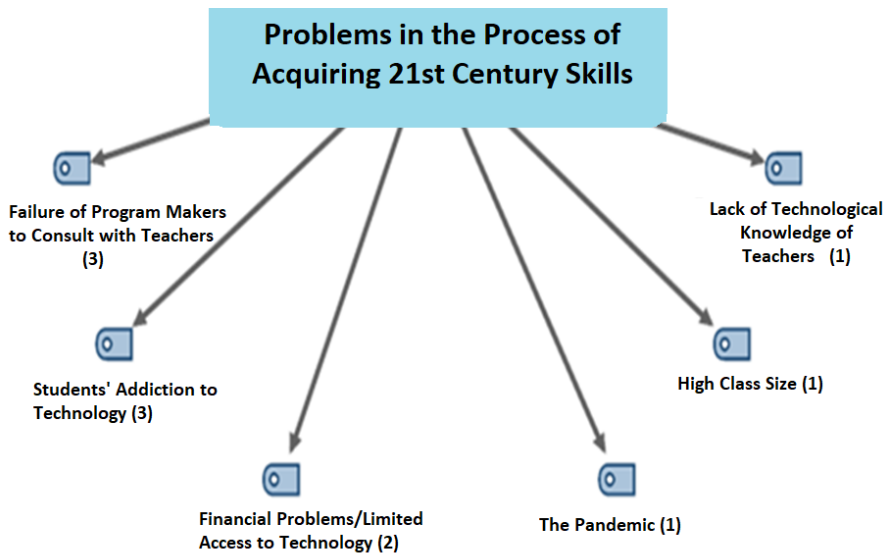 Problems in the Process of
Acquiring 21st Century Skills
Failure of Program Makers
to Consult with Teachers
(3)
Lack of Technological
Knowledge of
Teachers (1)
Students' Addiction to
Technology (3)
High Class Size (1)
Financial Problems/Limited
Access to Technology (2)
The Pandemic (1)